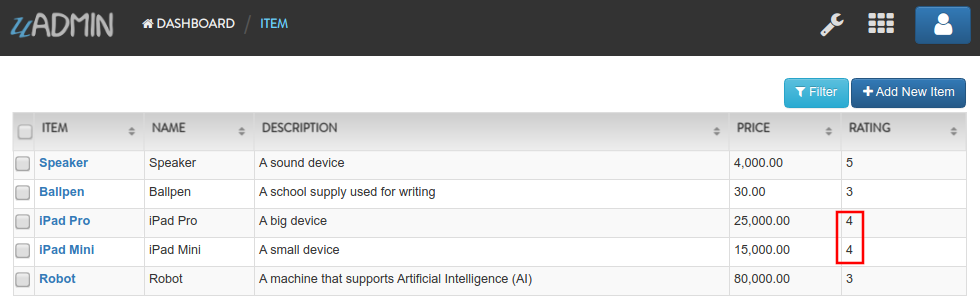 uADMIN DASHBOARD / ITEM
Filter Add New Item
ITEM NAME DESCRIPTION PRICE RATING
Speaker Speaker A sound device 4,000.00 5
Ballpen Ballpen A school supply used for writing 30.00 3
iPad Pro iPad Pro A big device 25,000.00 4
iPad Mini iPad Mini A small device 15,000.00 4
Robot Robot A machine that supports Artificial Intelligence (AI) 80,000.00 3